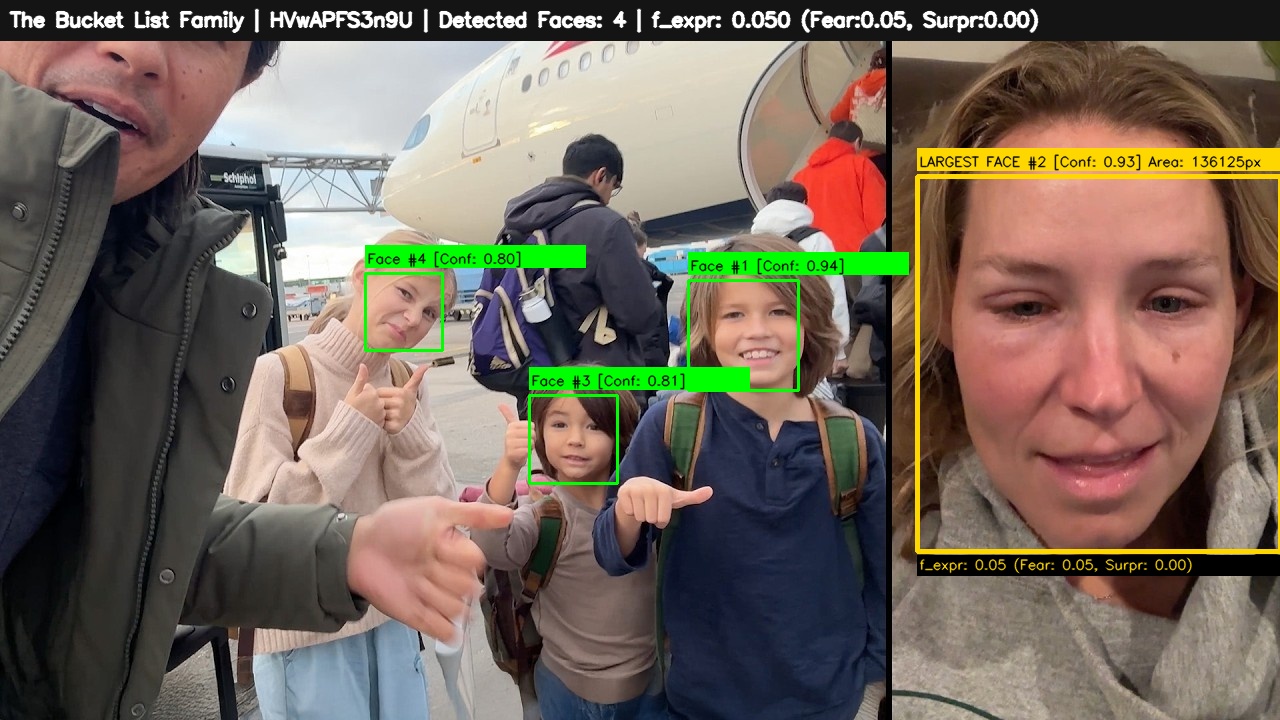 The Bucket List Family | HVwAPFS3n9U | Detected Faces: 4 | f_expr: 0.050 (Fear:0.05, Surpr:0.00)
LARGEST FACE #2 [Conf: 0.93] Area: 136125px
Schiphol
Face #4 [Conf: 0.80]
Face #1 [Conf: 0.94]
Face #3 [Conf: 0.81]
f_expr: 0.05 (Fear: 0.05, Surpr: 0.00)